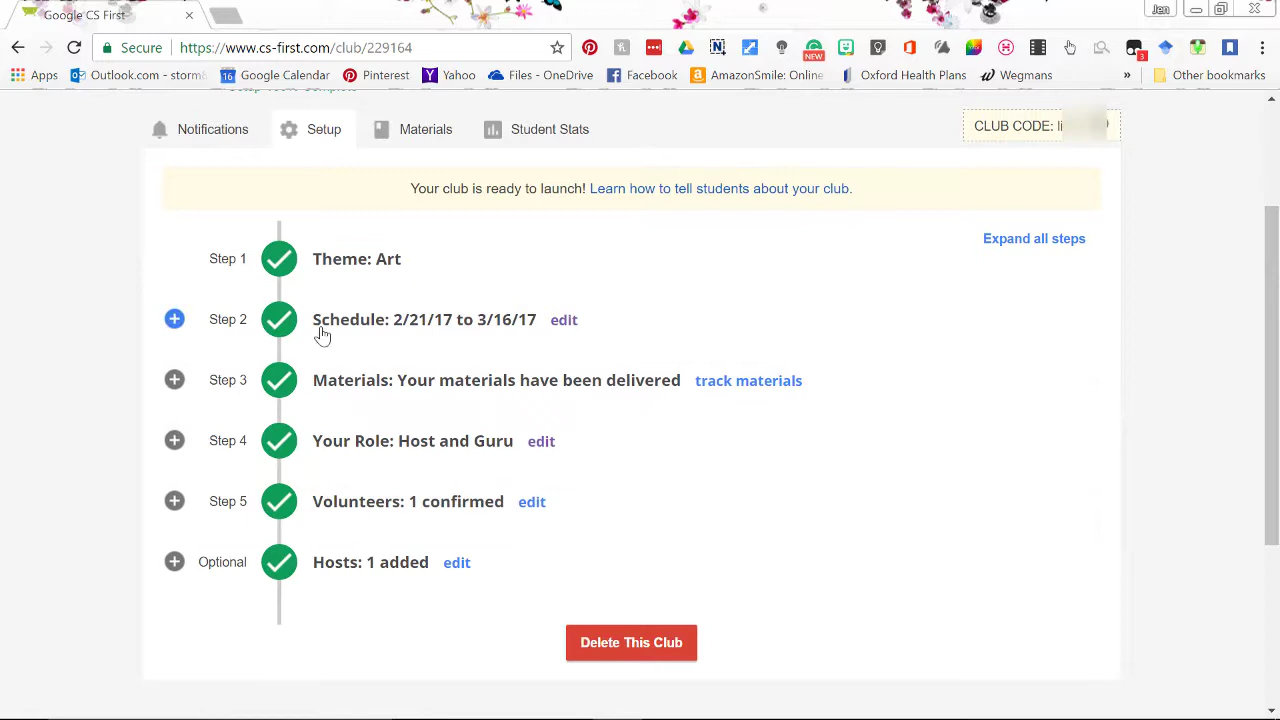 Google CS First
Jen
Secure
https://www.cs-first.com/club/229164
NEW
3
Apps
Outlook.com - storm
16
Google Calendar
Pinterest
Yahoo
Files - OneDrive
Facebook
AmazonSmile: Online
Oxford Health Plans
Wegmans
»
Other bookmarks
Notifications
Setup
Materials
Student Stats
CLUB CODE: li
Your club is ready to launch! Learn how to tell students about your club.
Expand all steps
Step 1 Theme: Art
Step 2 Schedule: 2/21/17 to 3/16/17 edit
Step 3 Materials: Your materials have been delivered track materials
Step 4 Your Role: Host and Guru edit
Step 5 Volunteers: 1 confirmed edit
Optional Hosts: 1 added edit
Delete This Club